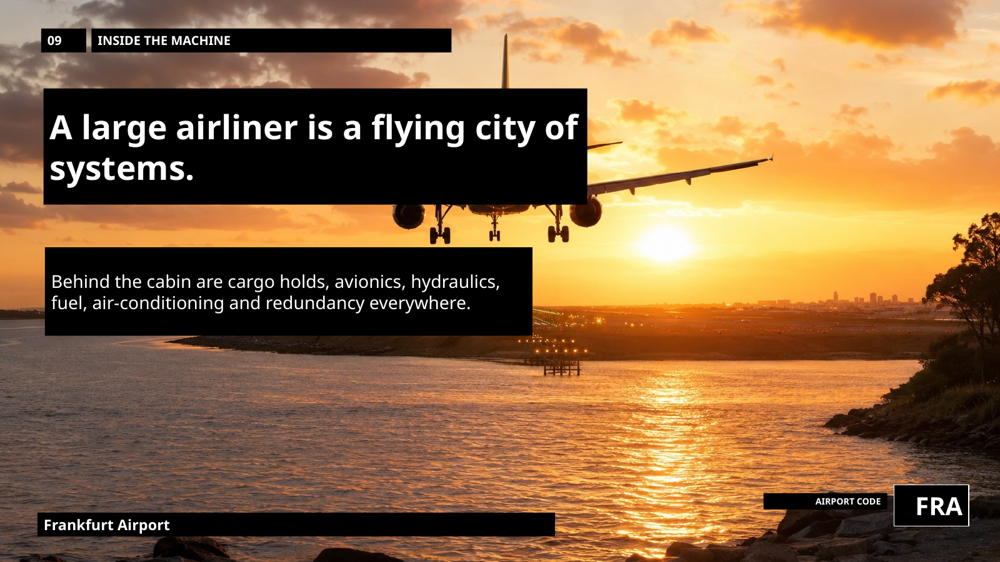 09
INSIDE THE MACHINE
A large airliner is a flying city of
systems.
Behind the cabin are cargo holds, avionics, hydraulics,
fuel, air-conditioning and redundancy everywhere.
AIRPORT CODE
FRA
Frankfurt Airport